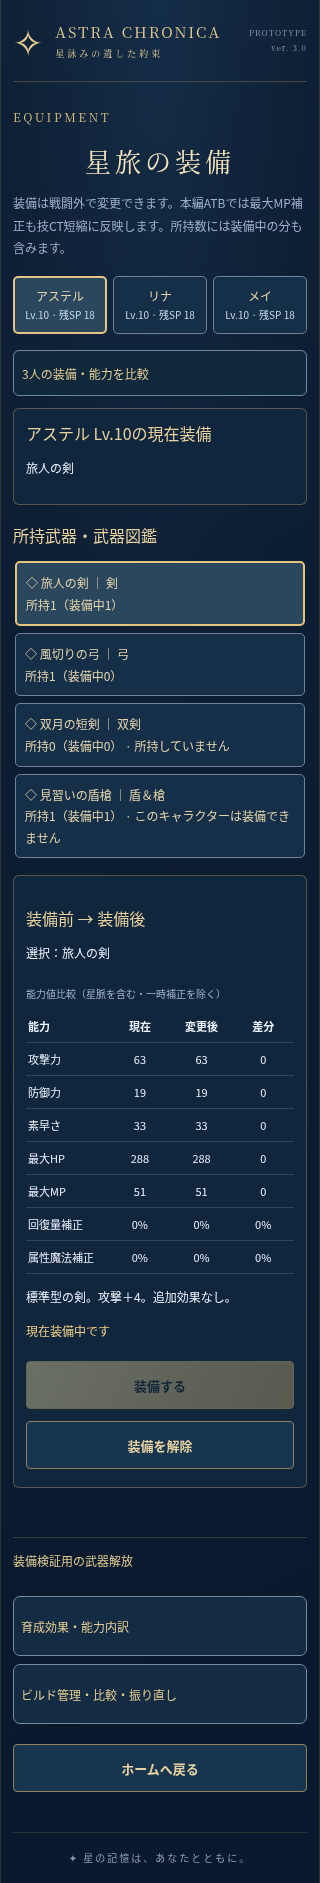 ASTRA CHRONICA
星詠みの遺した約束
PROTOTYPE
ver. 3.0
EQUIPMENT
星旅の装備
装備は戦闘外で変更できます。本編ATBでは最大MP補
正も技CT短縮に反映します。所持数には装備中の分も
含みます。
アステル
Lv.10 · 残SP 18
リナ
Lv.10 · 残SP 18
メイ
Lv.10 · 残SP 18
3人の装備・能力を比較
アステル Lv.10の現在装備
旅人の剣
所持武器・武器図鑑
◇ 旅人の剣 ｜ 剣
所持1（装備中1）
◇ 風切りの弓 ｜ 弓
所持1（装備中0）
◇ 双月の短剣 ｜ 双剣
所持0（装備中0） · 所持していません
◇ 見習いの盾槍 ｜ 盾＆槍
所持1（装備中1） · このキャラクターは装備でき
ません
装備前 → 装備後
選択：旅人の剣
能力値比較（星脈を含む・一時補正を除く）
能力 現在 変更後 差分
攻撃力 63 63 0
防御力 19 19 0
素早さ 33 33 0
最大HP 288 288 0
最大MP 51 51 0
回復量補正 0% 0% 0%
属性魔法補正 0% 0% 0%
標準型の剣。攻撃＋4。追加効果なし。
現在装備中です
装備する
装備を解除
装備検証用の武器解放
育成効果・能力内訳
ビルド管理・比較・振り直し
ホームへ戻る
✦ 星の記憶は、あなたとともに。